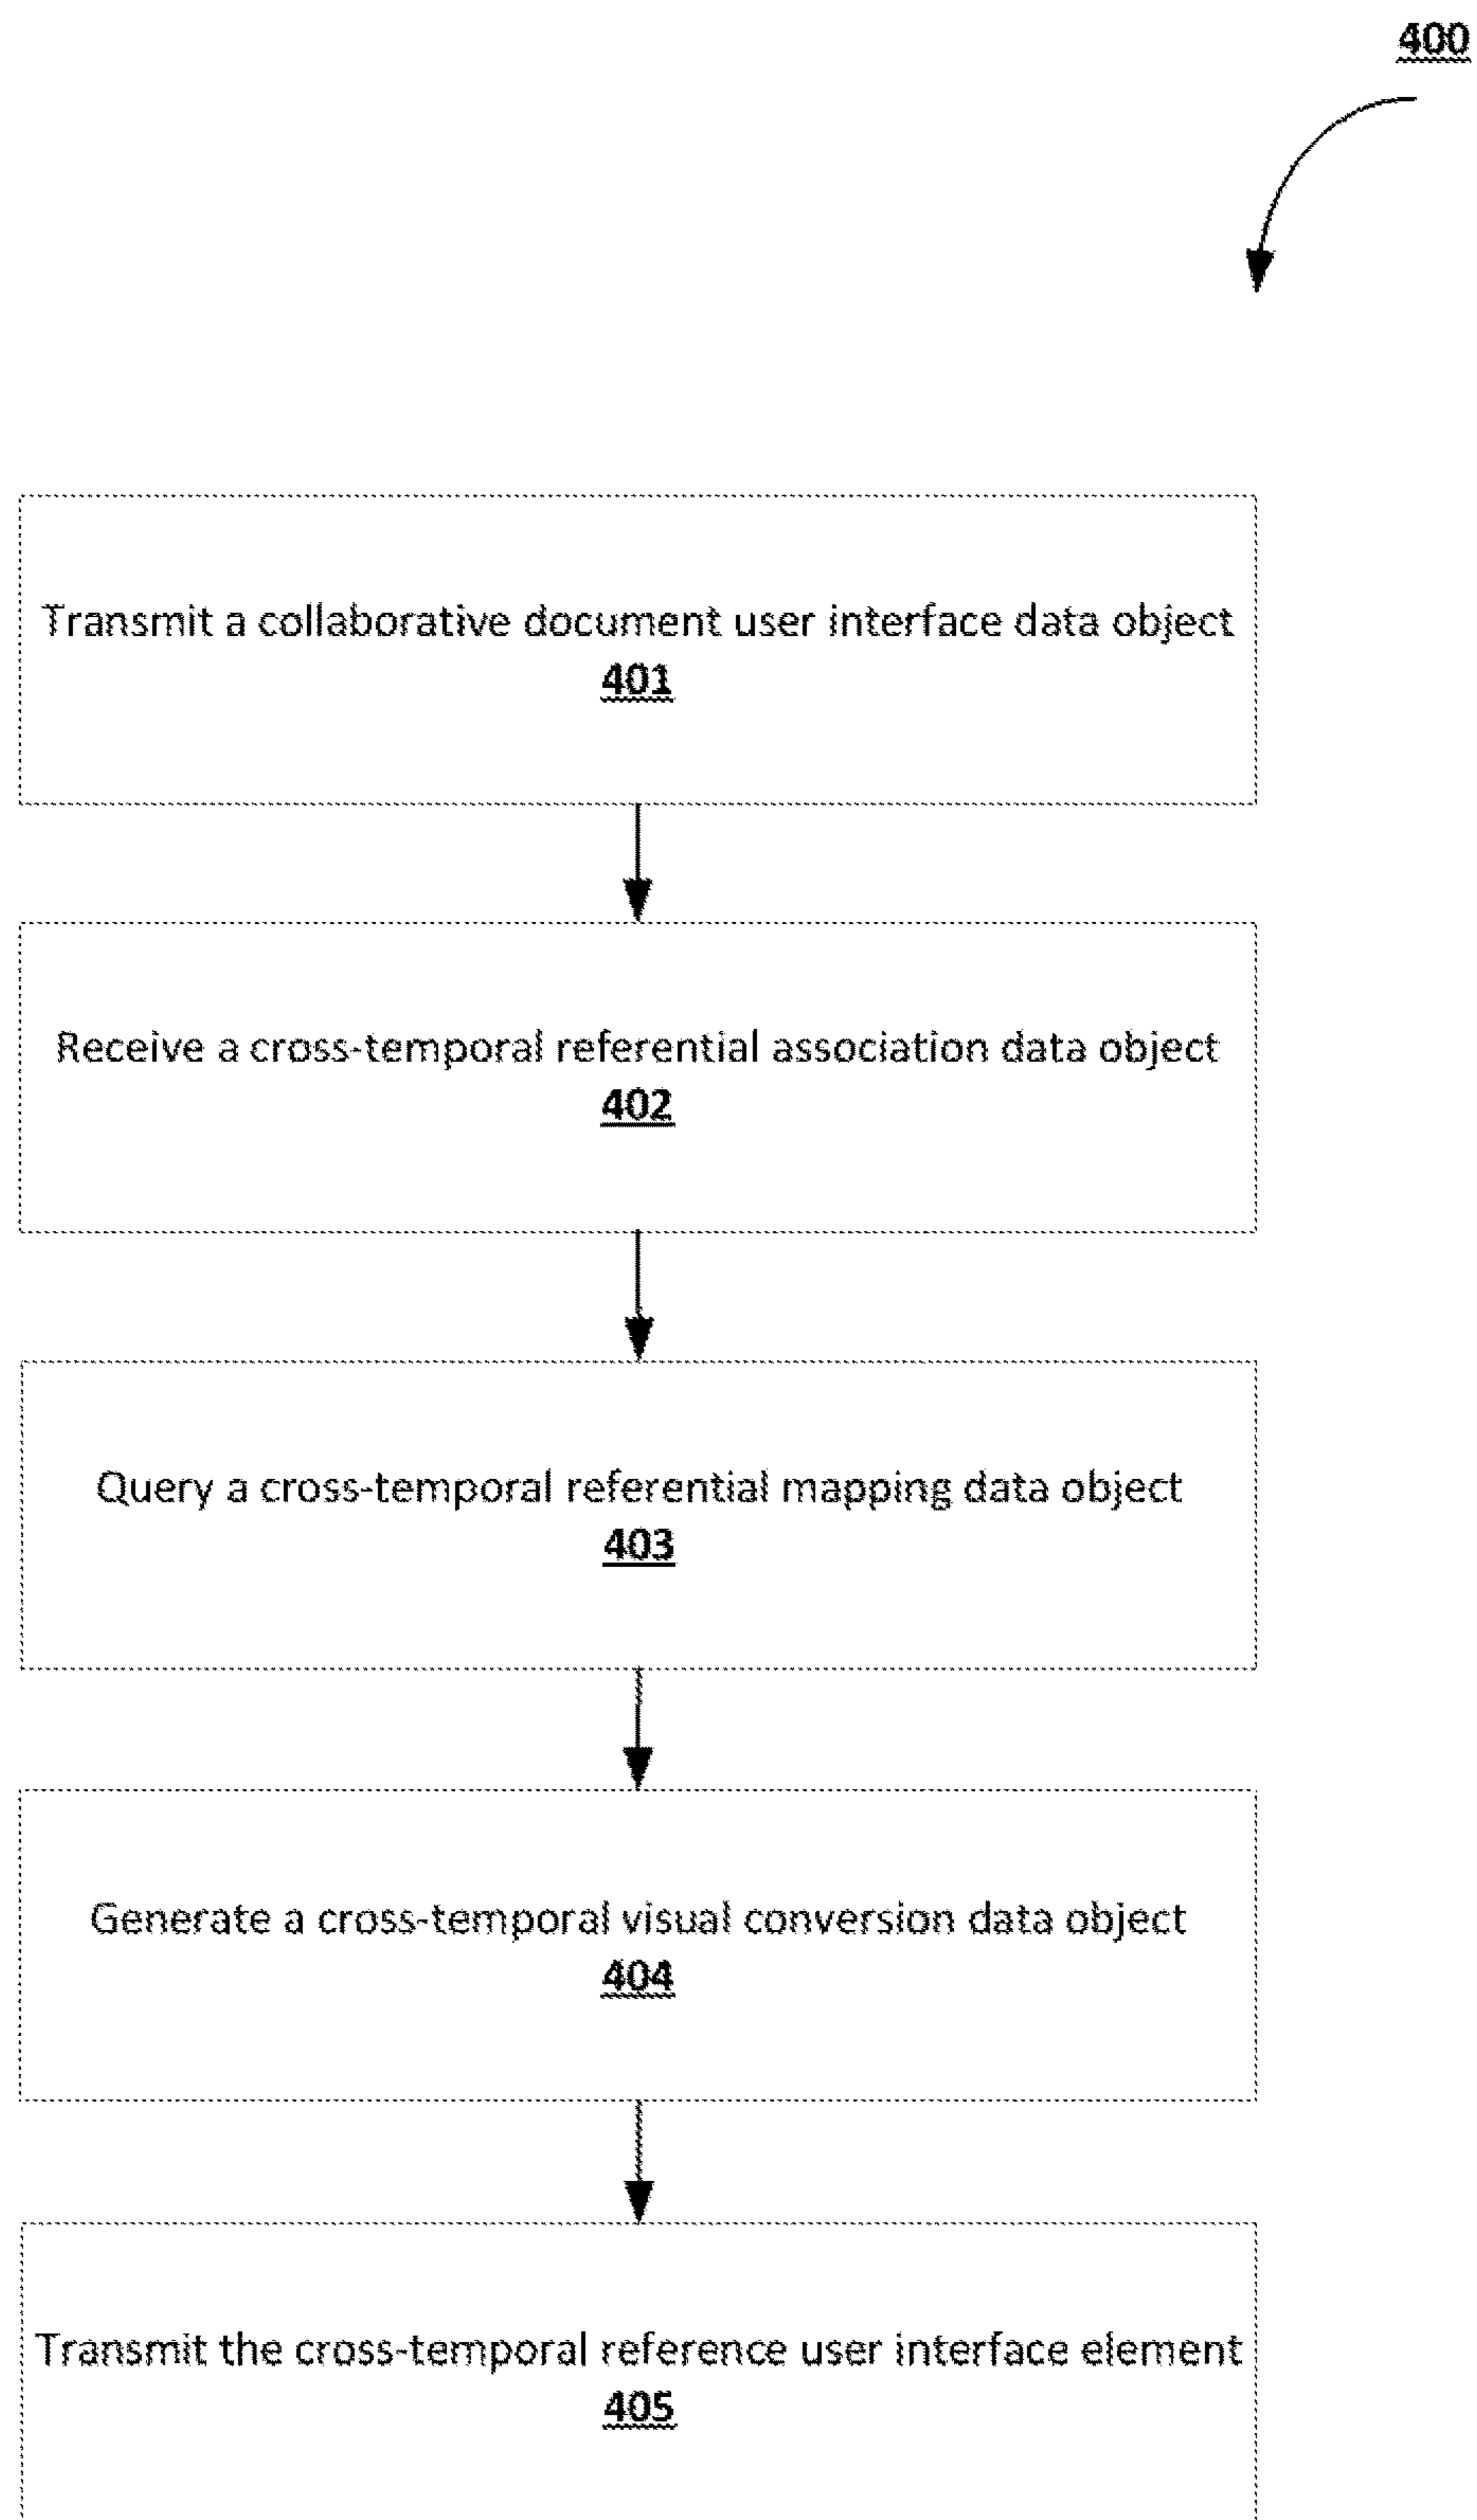 400
Transmit a collaborative document user interface data object
401
Receive a cross-temporal referential association data object
402
Query a cross-temporal referential mapping data object
403
Generate a cross-temporal visual conversion data object
404
Transmit the cross-temporal reference user interface element
405